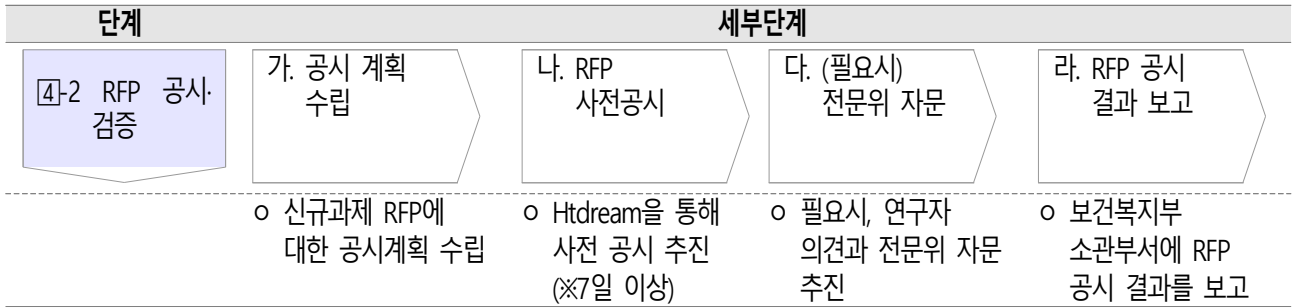 단계 세부단계
4-2 RFP 공시·
검증
가. 공시 계획
수립
나. RFP
사전공시
다. (필요시)
전문위 자문
라. RFP 공시
결과 보고
o 신규과제 RFP에
대한 공시계획 수립
o Htdream을 통해
사전 공시 추진
(※7일 이상)
o 필요시, 연구자
의견과 전문위 자문
추진
o 보건복지부
소관부서에 RFP
공시 결과를 보고